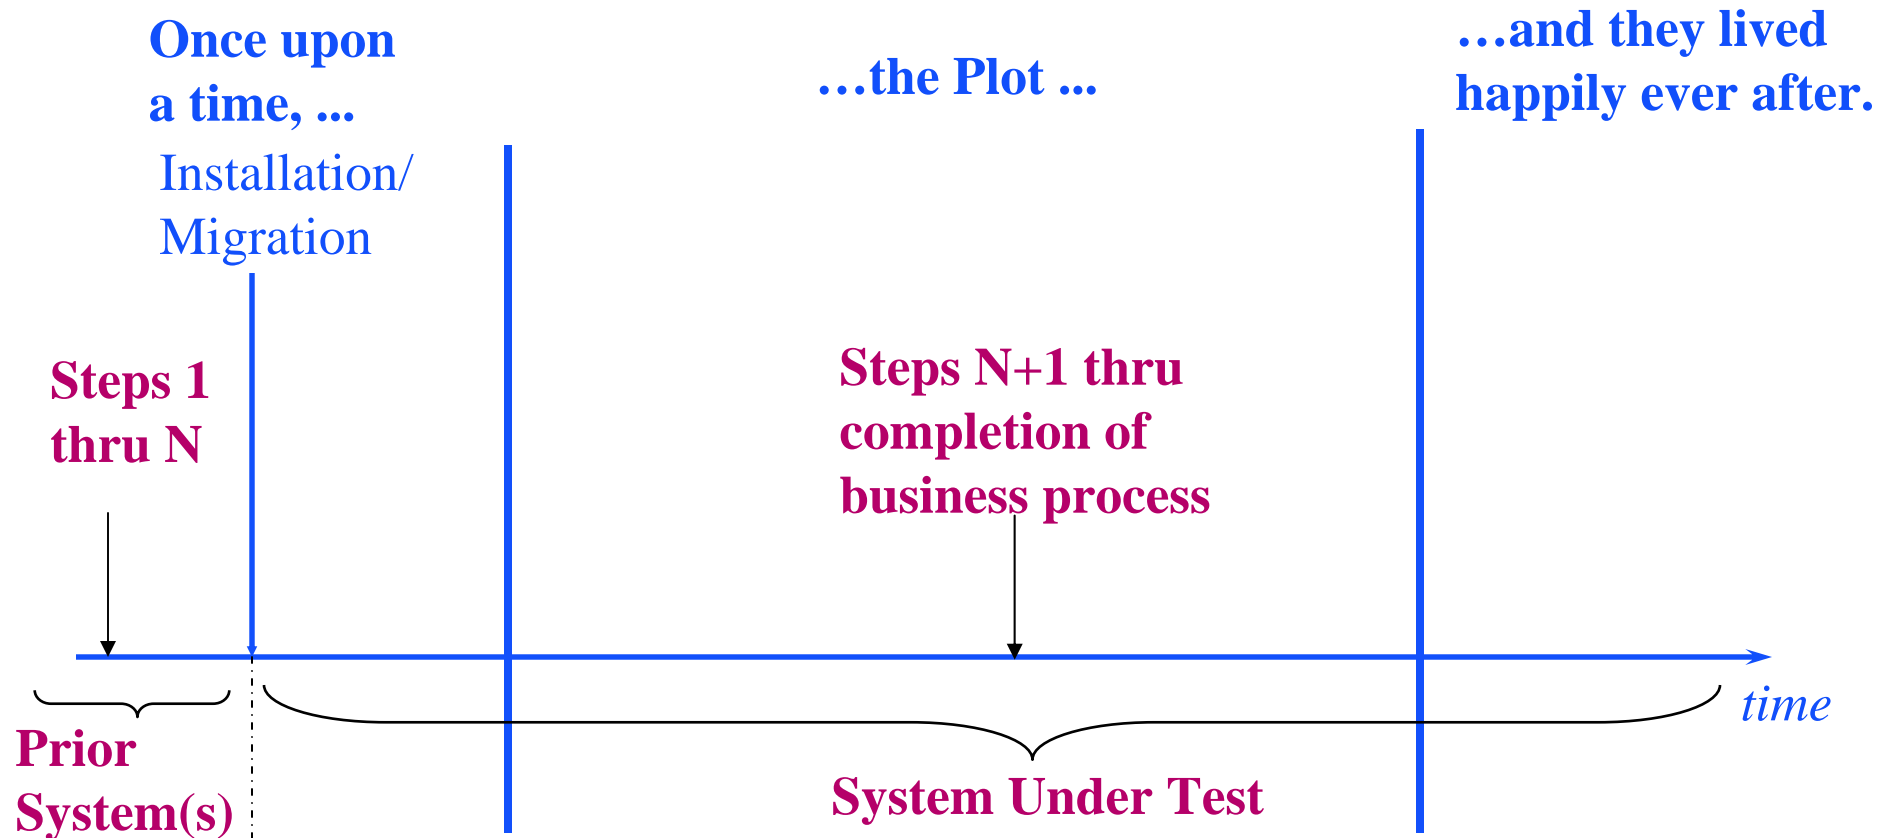 Once upon
a time, ...
Installation/
Migration
…the Plot ...
…and they lived
happily ever after.
Steps 1
thru N
Steps N+1 thru
completion of
business process
time
Prior
System(s)
System Under Test